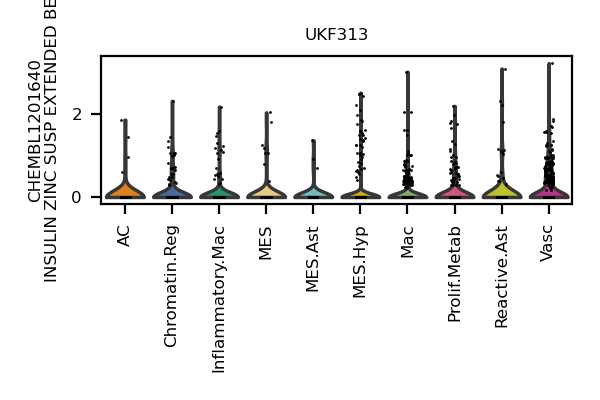 UKF313
CHEMBL1201640
INSULIN ZINC SUSP EXTENDED BE
2
0
AC
Chromatin.Reg
Inflammatory.Mac
MES
MES.Ast
MES.Hyp
Mac
Prolif.Metab
Reactive.Ast
Vasc